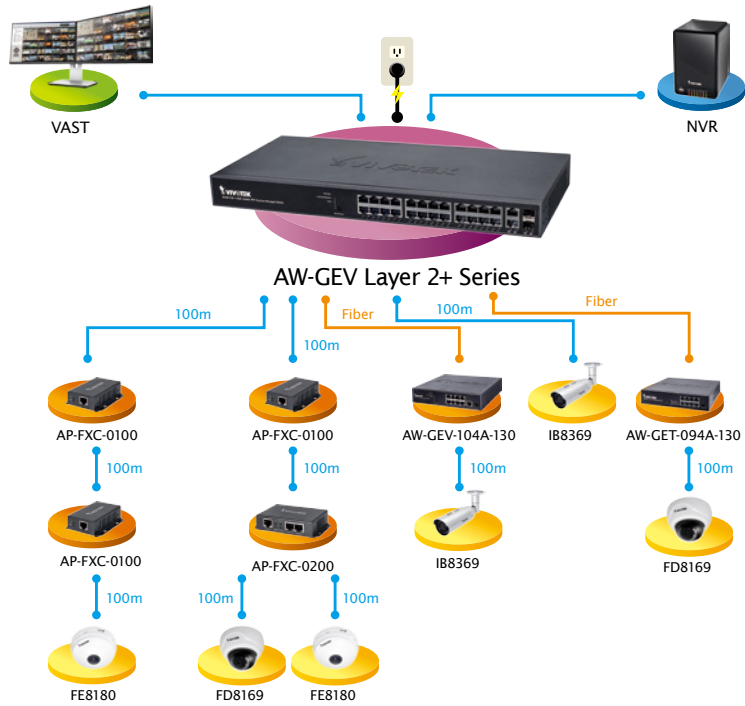 VAST
NVR
VIVOTEK
VIVOTEK
AW-GEV Layer 2+ Series
100m
100m
Fiber
100m
Fiber
AP-FXC-0100
AP-FXC-0100
AW-GEV-104A-130
IB8369
AW-GET-094A-130
100m
100m
100m
100m
AP-FXC-0100
AP-FXC-0200
IB8369
FD8169
100m
100m
100m
FE8180
FD8169
FE8180